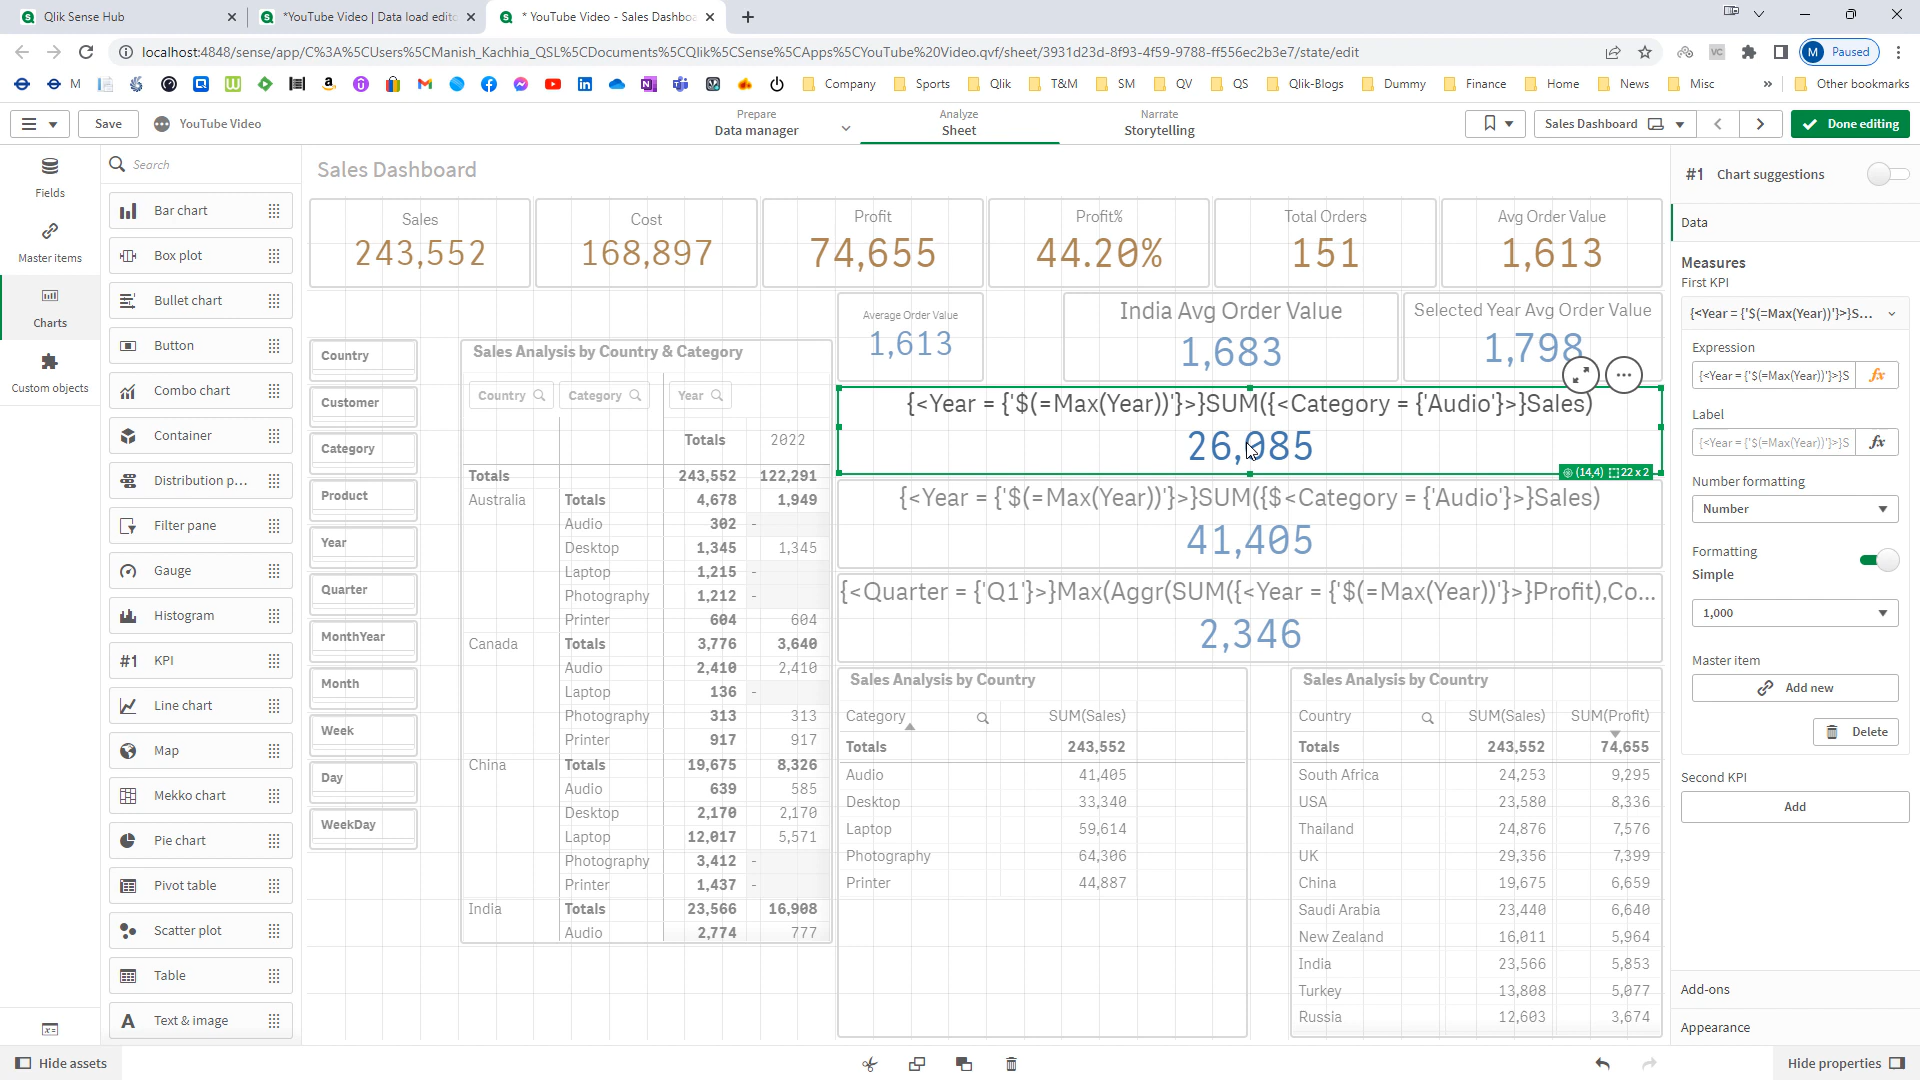 Qlik Sense Hub
*YouTube Video | Data load edito
* YouTube Video - Sales Dashboa
localhost:4848/sense/app/C%3A%5CUsers%5CManish_Kachhia_QSL%5CDocuments%5CQlik%5CSense%5CApps%5CYouTube%20Video.qvf/sheet/3931d23d-8f93-4f59-9788-ff556ec2b3e7/state/edit
M Paused
M
Company
Sports
Qlik
T&M
SM
QV
QS
Qlik-Blogs
Dummy
Finance
Home
News
Misc
»
Other bookmarks
Save
YouTube Video
Prepare
Data manager
Analyze
Sheet
Narrate
Storytelling
Sales Dashboard
Done editing
Fields
Master items
Charts
Custom objects
Search
Bar chart
Box plot
Bullet chart
Button
Combo chart
Container
Distribution p...
Filter pane
Gauge
Histogram
#1 KPI
Line chart
Map
Mekko chart
Pie chart
Pivot table
Scatter plot
Table
A Text & image
Sales Dashboard
Sales
243,552
Cost
168,897
Profit
74,655
Profit%
44.20%
Total Orders
151
Avg Order Value
1,613
Average Order Value
1,613
India Avg Order Value
1,683
Selected Year Avg Order Value
1,798
Country
Customer
Category
Product
Year
Quarter
MonthYear
Month
Week
Day
WeekDay
Sales Analysis by Country & Category
Country Category Year
Totals 2022
Totals 243,552 122,291
Australia Totals 4,678 1,949
Audio 302 -
Desktop 1,345 1,345
Laptop 1,215 -
Photography 1,212 -
Printer 604 604
Canada Totals 3,776 3,640
Audio 2,410 2,410
Laptop 136 -
Photography 313 313
Printer 917 917
China Totals 19,675 8,326
Audio 639 585
Desktop 2,170 2,170
Laptop 12,017 5,571
Photography 3,412 -
Printer 1,437 -
India Totals 23,566 16,908
Audio 2,774 777
{<Year = {'$(=Max(Year))'}>}SUM({<Category = {'Audio'}>}Sales)
26,085
(14,4) 22 x 2
{<Year = {'$(=Max(Year))'}>}SUM({$<Category = {'Audio'}>}Sales)
41,405
{<Quarter = {'Q1'}>}Max(Aggr(SUM({<Year = {'$(=Max(Year))'}>}Profit),Co...
2,346
Sales Analysis by Country
Category SUM(Sales)
Totals 243,552
Audio 41,405
Desktop 33,340
Laptop 59,614
Photography 64,306
Printer 44,887
Sales Analysis by Country
Country SUM(Sales) SUM(Profit)
Totals 243,552 74,655
South Africa 24,253 9,295
USA 23,580 8,336
Thailand 24,876 7,576
UK 29,356 7,399
China 19,675 6,659
Saudi Arabia 23,440 6,640
New Zealand 16,011 5,964
India 23,566 5,853
Turkey 13,808 5,077
Russia 12,603 3,674
#1 Chart suggestions
Data
Measures
First KPI
{<Year = {'$(=Max(Year))'}>}S...
Expression
{<Year = {'$(=Max(Year))'}>}S
fx
Label
{<Year = {'$(=Max(Year))'}>}S
fx
Number formatting
Number
Formatting
Simple
1,000
Master item
Add new
Delete
Second KPI
Add
Add-ons
Appearance
Hide assets
Hide properties